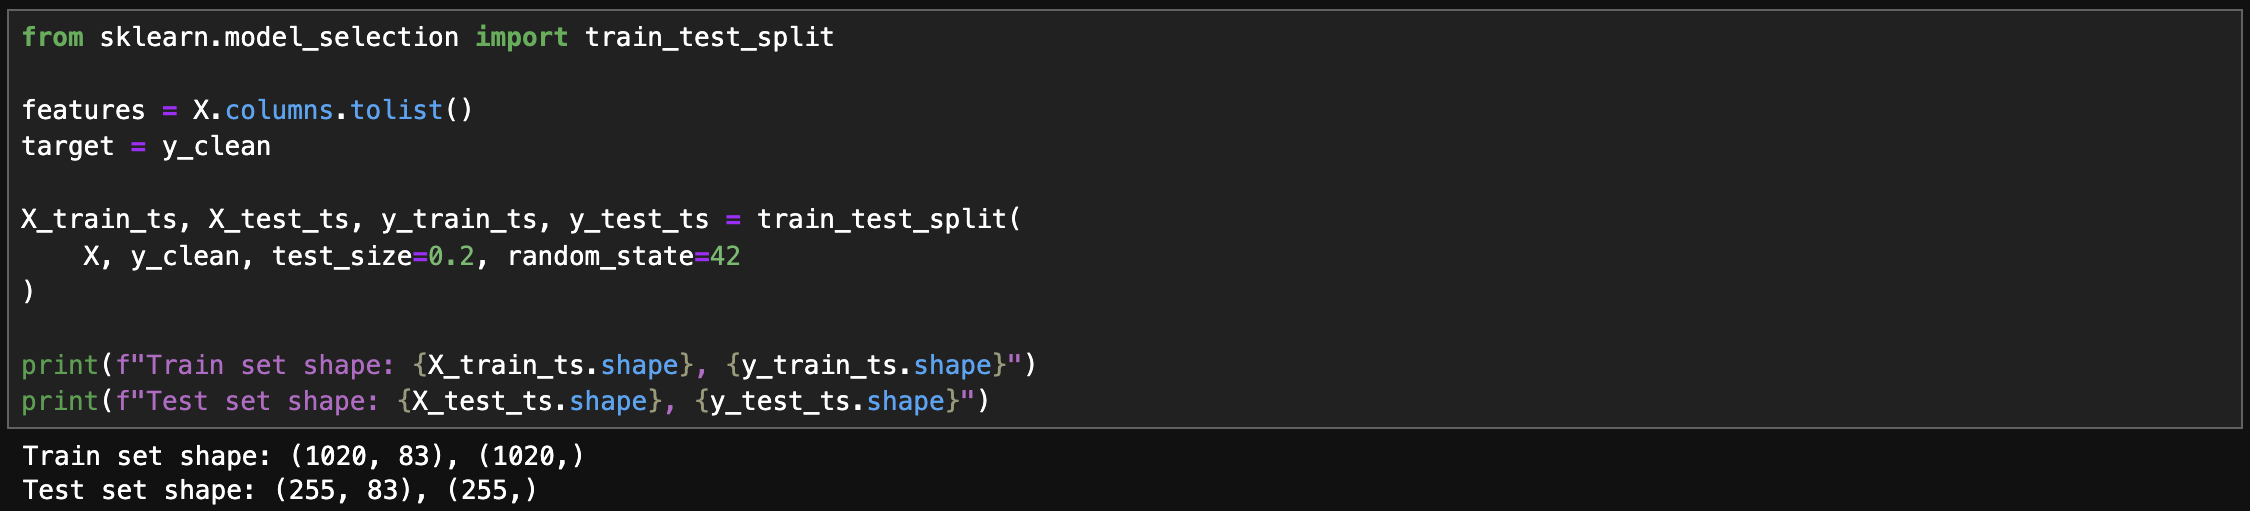 from sklearn.model_selection import train_test_split
features = X.columns.tolist()
target = y_clean
X_train_ts, X_test_ts, y_train_ts, y_test_ts = train_test_split(
    X, y_clean, test_size=0.2, random_state=42
)
print(f"Train set shape: {X_train_ts.shape}, {y_train_ts.shape}")
print(f"Test set shape: {X_test_ts.shape}, {y_test_ts.shape}")
Train set shape: (1020, 83), (1020,)
Test set shape: (255, 83), (255,)